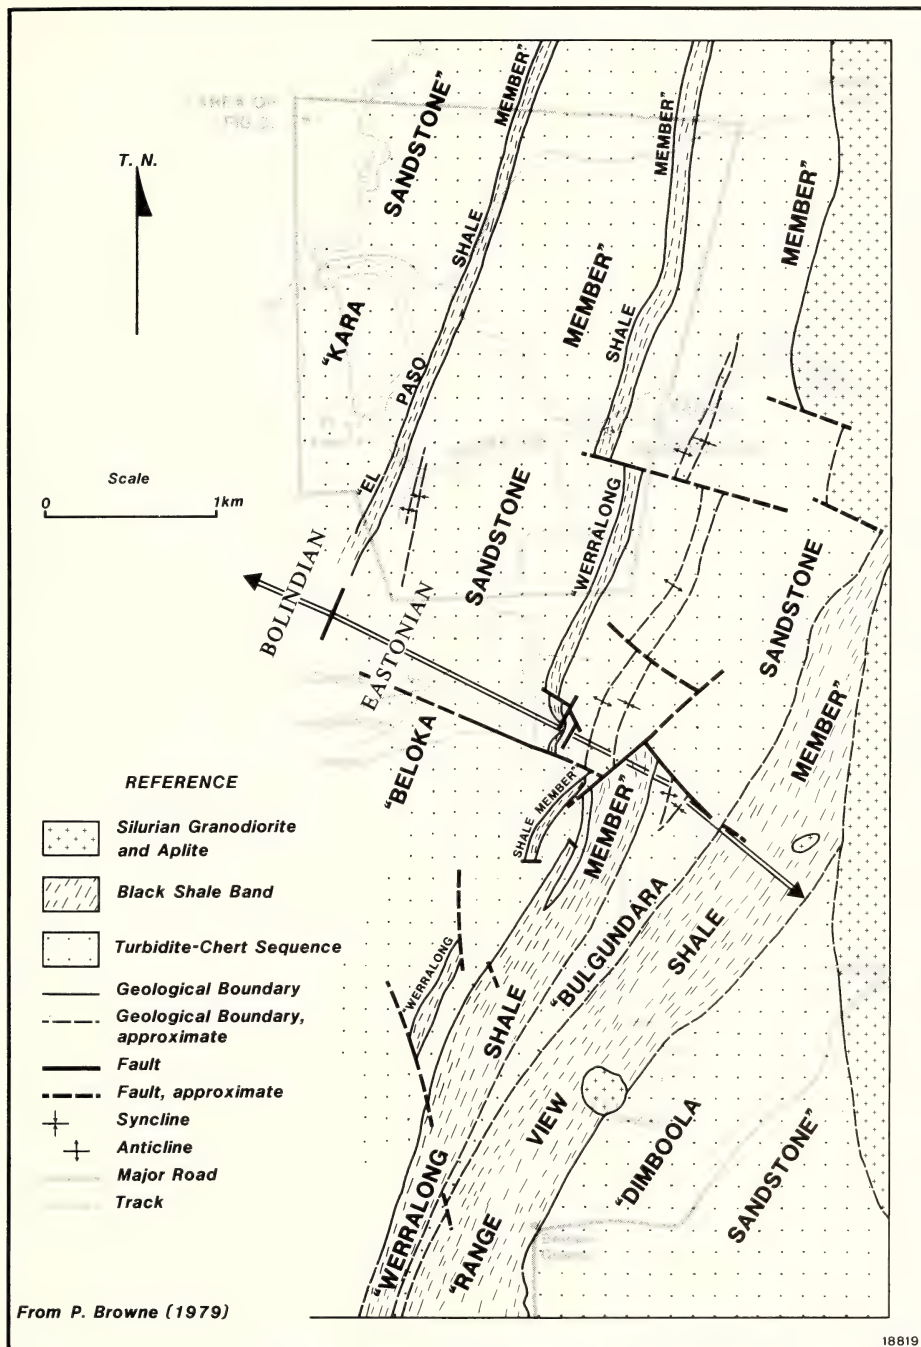 T. N.
Scale
0 1km
"KARA
SANDSTONE"
"EL
PASO
SHALE
MEMBER"
"BELOKA
SANDSTONE
MEMBER"
"WERRALONG
SHALE
MEMBER"
"BULGUNDARA
SANDSTONE
MEMBER"
BOLINDIAN
EASTONIAN
SHALE MEMBER"
WERRALONG
"WERRALONG
SHALE
MEMBER"
"RANGE
VIEW
SHALE
MEMBER"
"DIMBOOLA
SANDSTONE"
REFERENCE
Silurian Granodiorite
and Aplite
Black Shale Band
Turbidite-Chert Sequence
Geological Boundary
Geological Boundary,
approximate
Fault
Fault, approximate
Syncline
Anticline
Major Road
Track
From P. Browne (1979)
18819